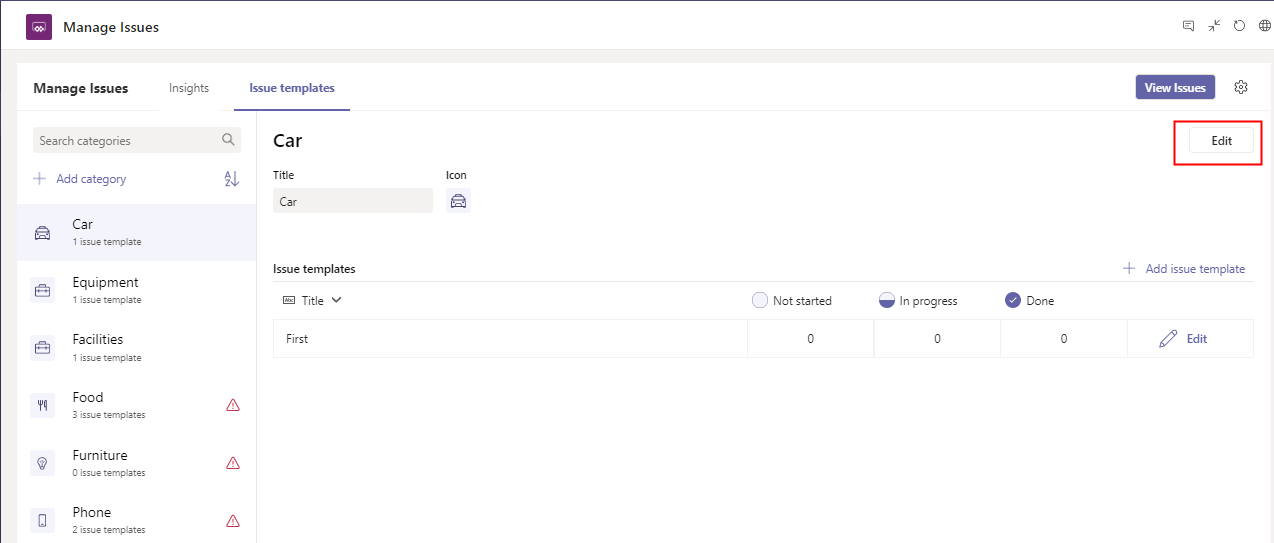 Manage Issues
Manage Issues
Insights
Issue templates
View Issues
Search categories
Add category
A
Z
Car
1 issue template
Equipment
1 issue template
Facilities
1 issue template
Food
3 issue templates
Furniture
0 issue templates
Phone
2 issue templates
Car
Edit
Title
Icon
Car
Issue templates
Add issue template
Abc Title
Not started
In progress
Done
First
0
0
0
Edit